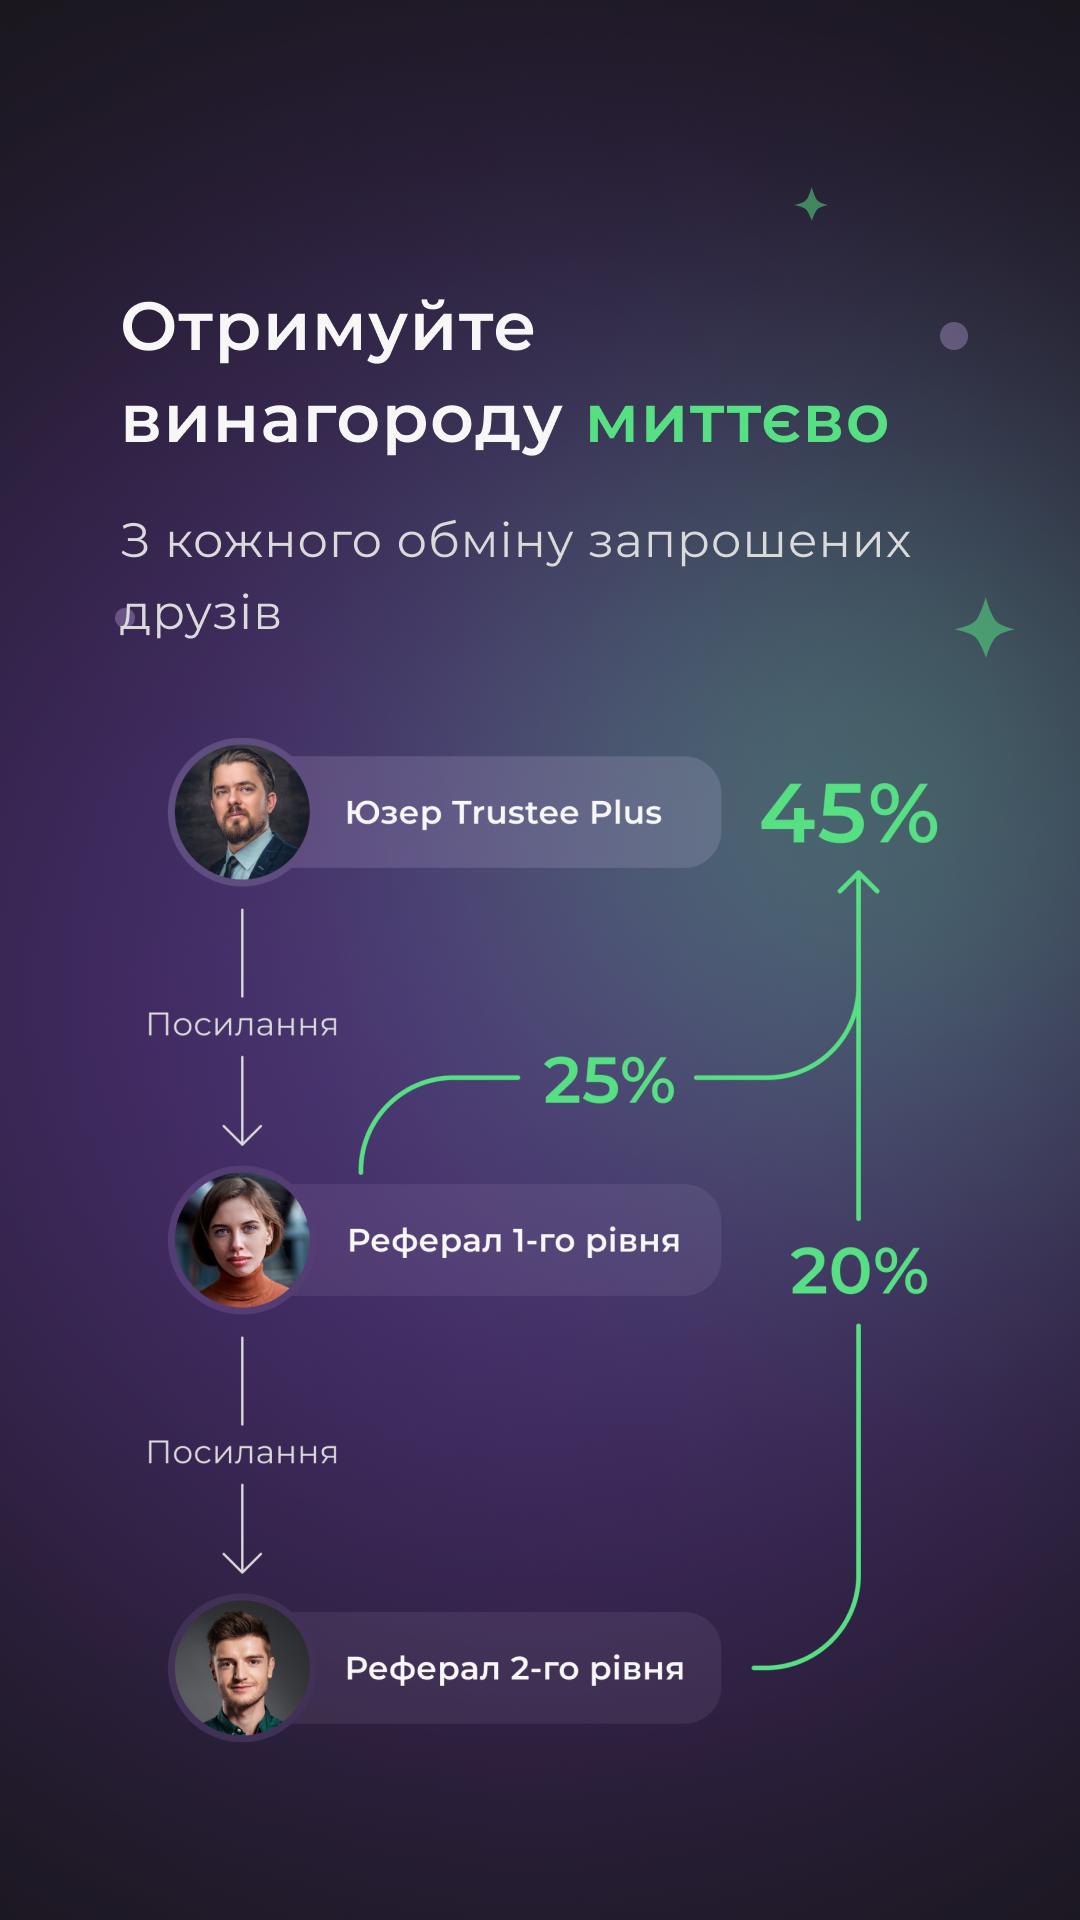 Отримуйте
винагороду миттєво
З кожного обміну запрошених
друзів
Юзер Trustee Plus
45%
Посилання
25%
Реферал 1-го рівня
20%
Посилання
Реферал 2-го рівня